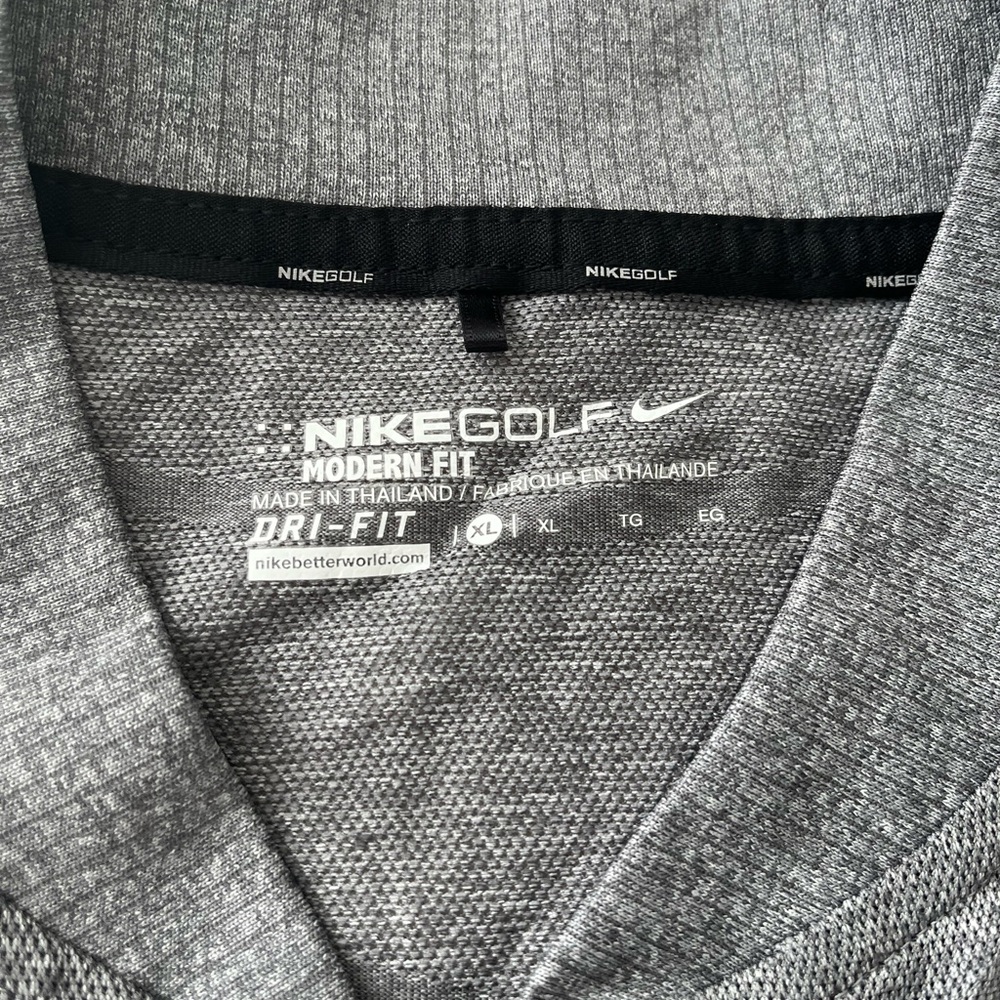 NIKEGOLF NIKEGOLF NIKEG
NIKEGOLF
MODERN FIT
MADE IN THAILAND / FABRIQUE EN THAILANDE
DRI-FIT | XL | XL TG EG
nikebetterworld.com